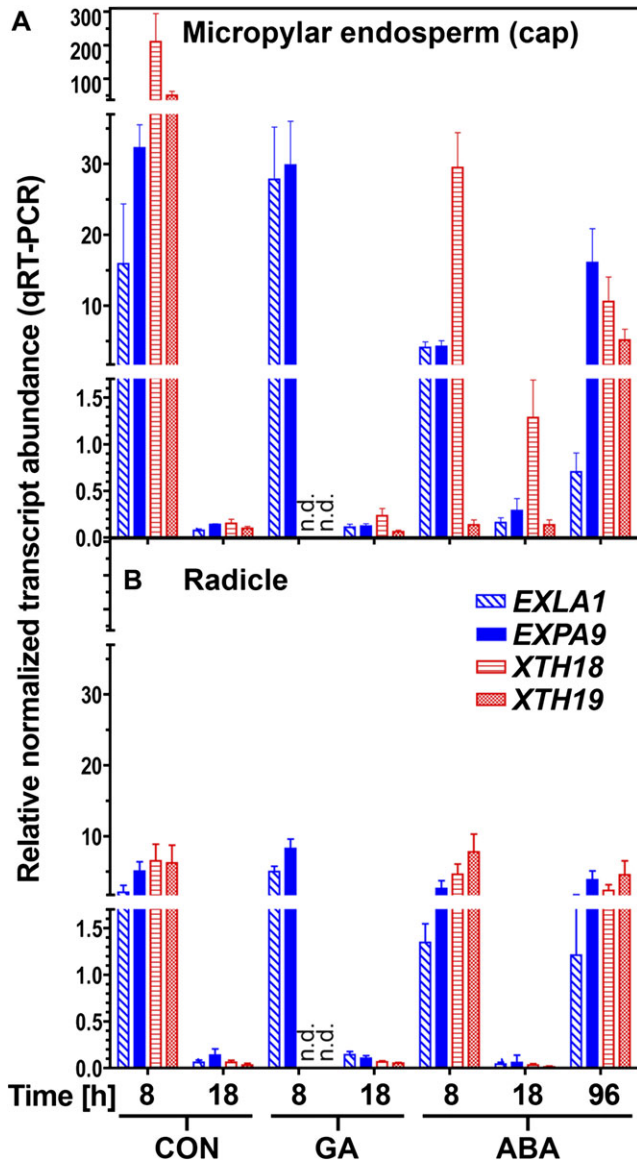 A
Micropylar endosperm (cap)
Relative normalized transcript abundance (qRT-PCR)
300
200
100
30
20
10
1.5
1.0
0.5
0.0
n.d.
n.d.
B Radicle
EXLA1
EXPA9
XTH18
XTH19
30
20
10
1.5
1.0
0.5
0.0
n.d.
n.d.
Time [h] 8 18 8 18 8 18 96
CON GA ABA